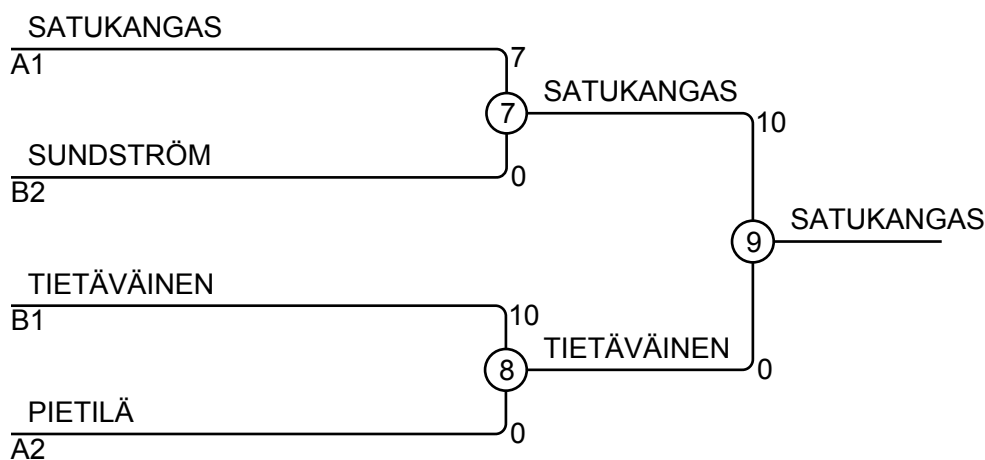 SATUKANGAS
A1
7
7
SATUKANGAS
10
SUNDSTRÖM
B2
0
9
SATUKANGAS
TIETÄVÄINEN
B1
10
8
TIETÄVÄINEN
0
PIETILÄ
A2
0